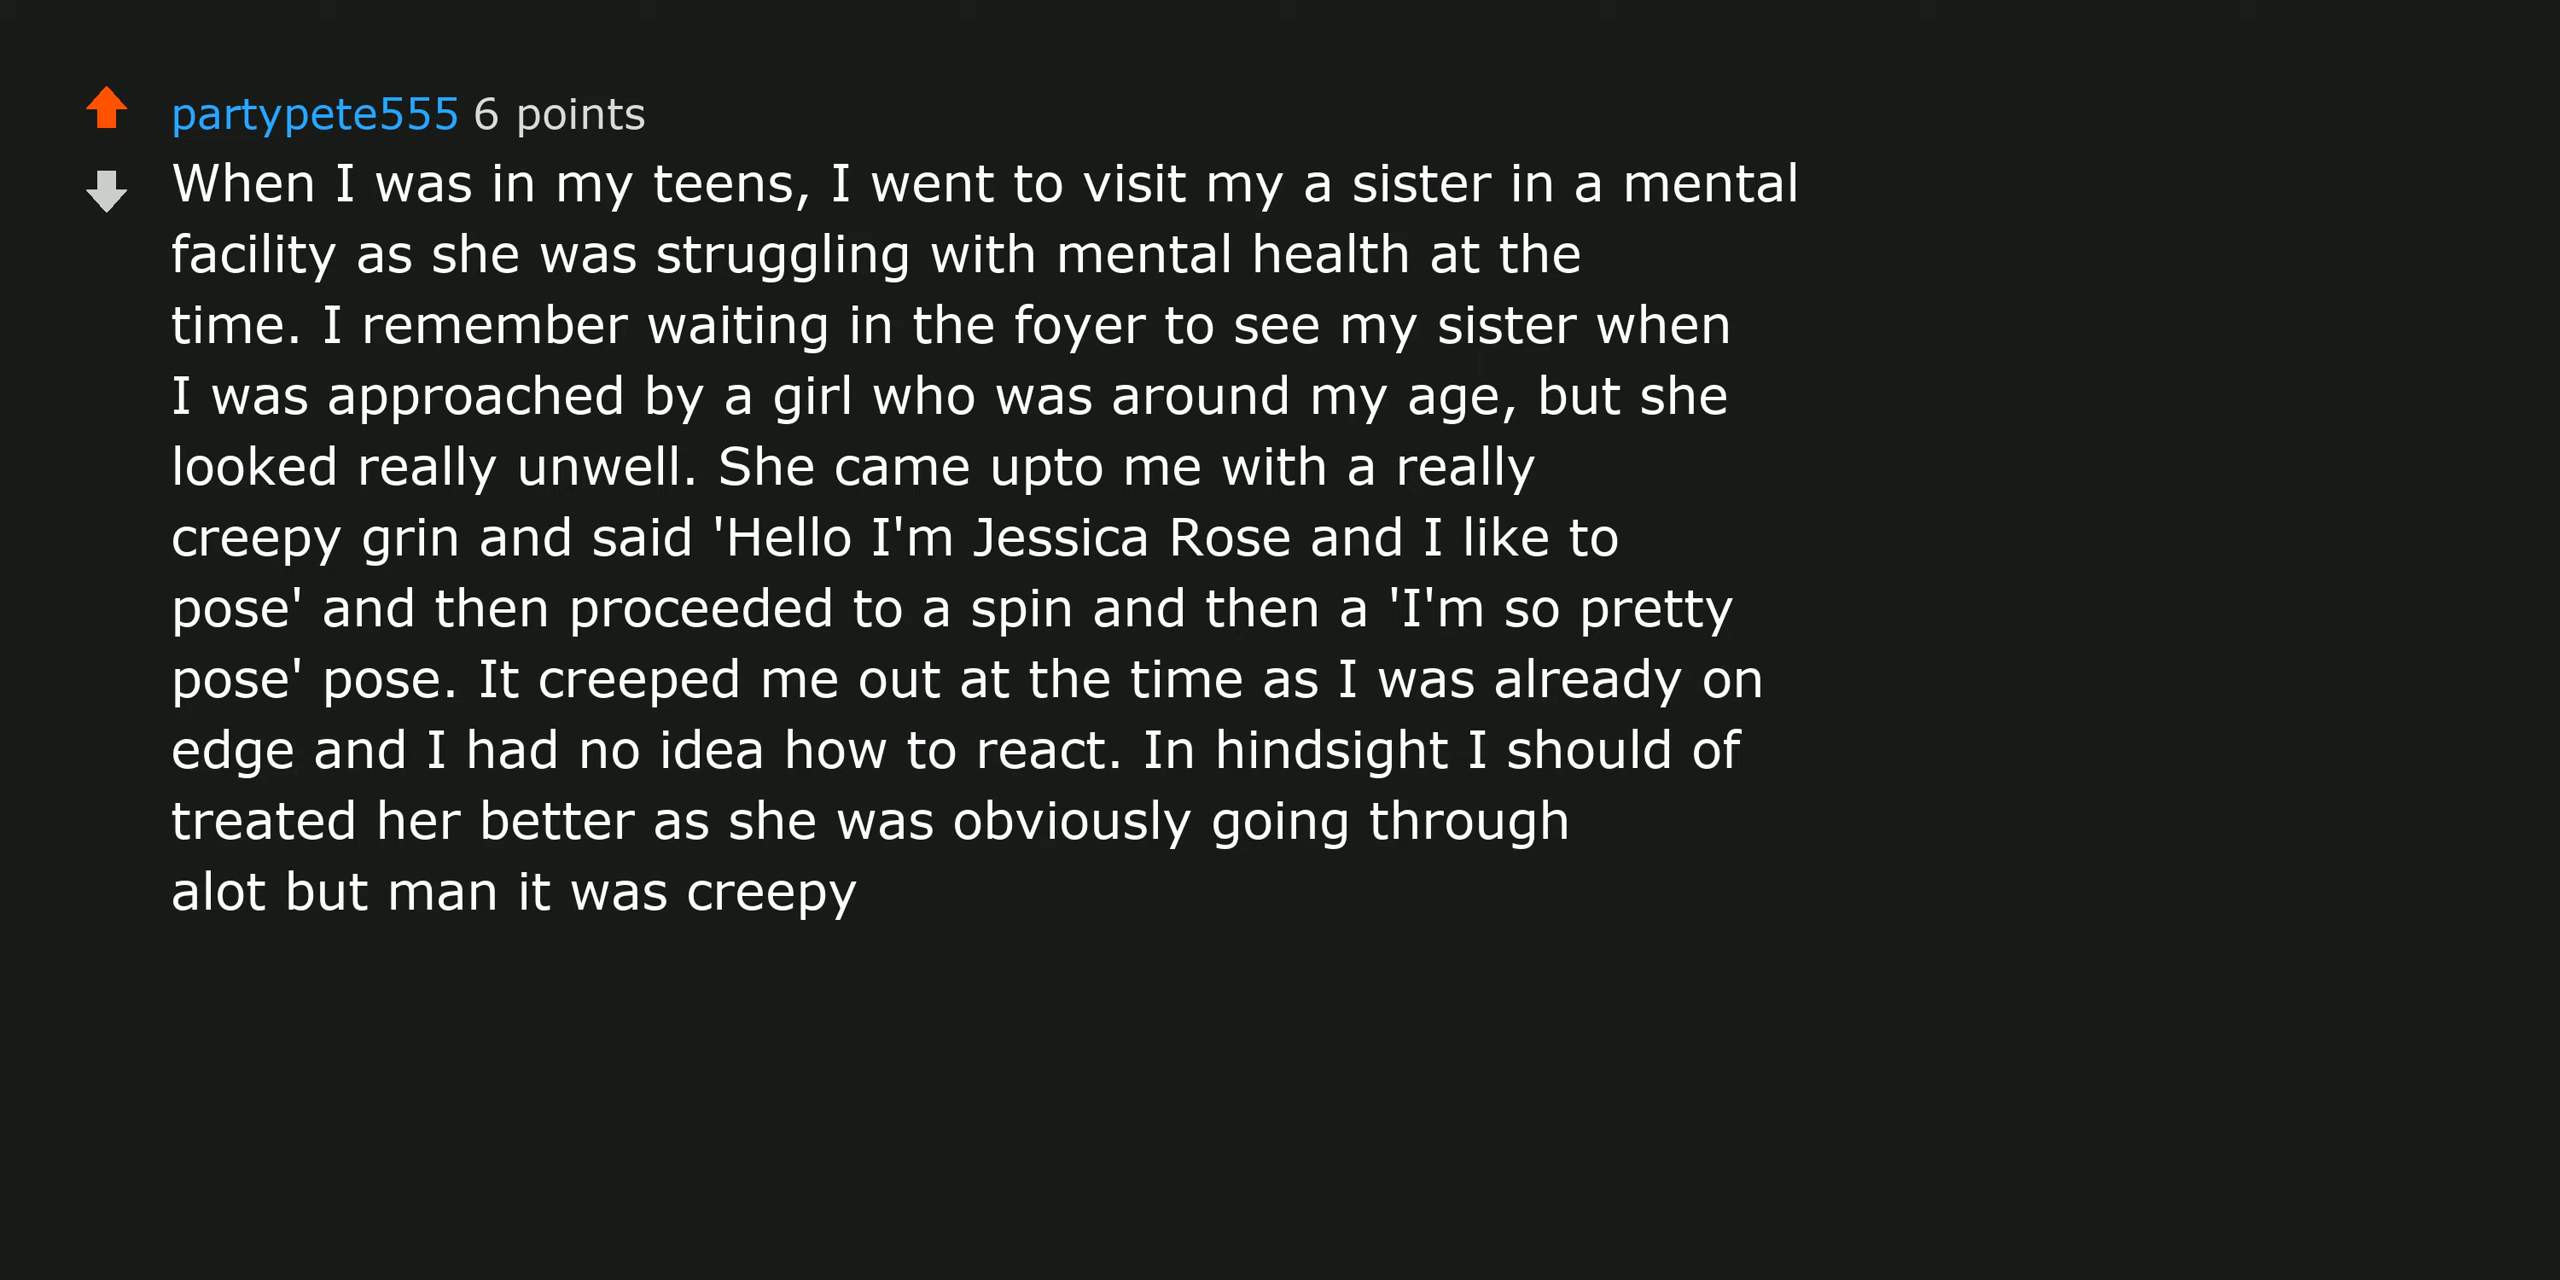 partypete555 6 points
When I was in my teens, I went to visit my a sister in a mental
facility as she was struggling with mental health at the
time. I remember waiting in the foyer to see my sister when
I was approached by a girl who was around my age, but she
looked really unwell. She came upto me with a really
creepy grin and said 'Hello I'm Jessica Rose and I like to
pose' and then proceeded to a spin and then a 'I'm so pretty
pose' pose. It creeped me out at the time as I was already on
edge and I had no idea how to react. In hindsight I should of
treated her better as she was obviously going through
alot but man it was creepy